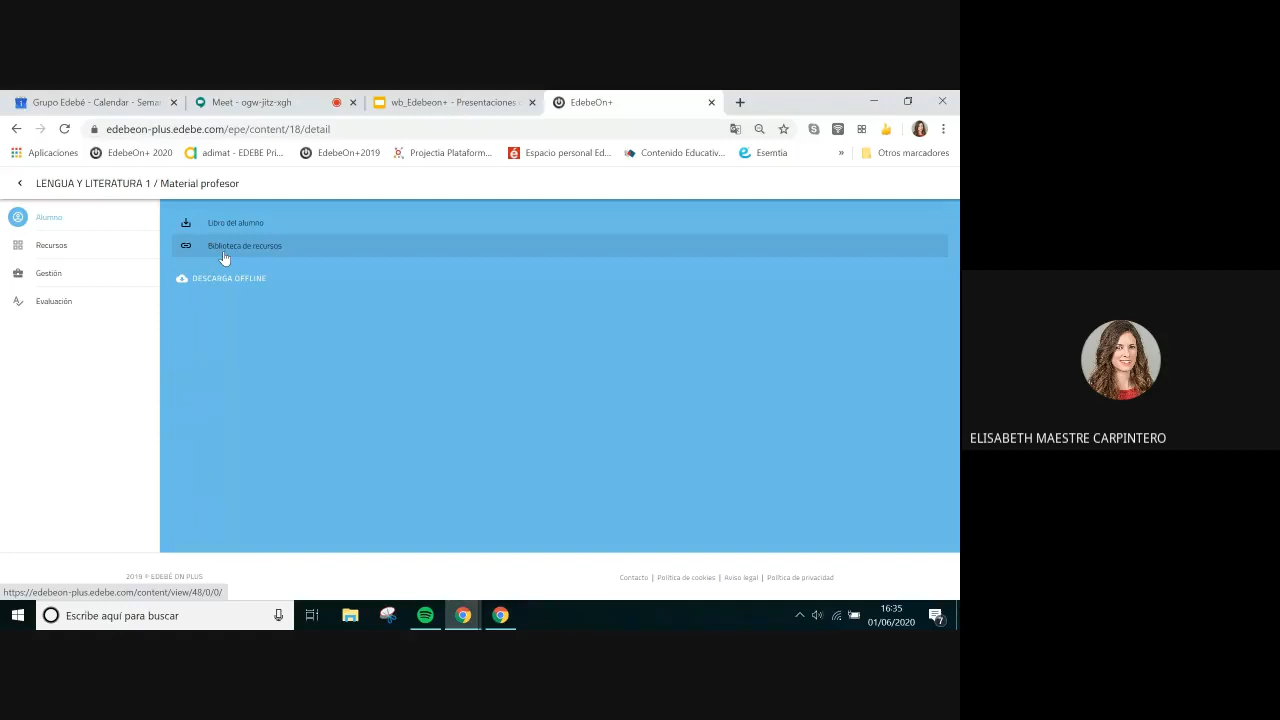 Grupo Edebé - Calendar - Sema
Meet - ogw-jitz-xgh
wb_Edebeon+ - Presentaciones
EdebeOn+
edebeon-plus.edebe.com/epe/content/18/detail
Aplicaciones
EdebeOn+ 2020
adimat - EDEBE Pri...
EdebeOn+2019
Projectia Plataform...
Espacio personal Ed...
Contenido Educativ...
Esemtia
»
Otros marcadores
LENGUA Y LITERATURA 1 / Material profesor
Alumno
Recursos
Gestión
Evaluación
Libro del alumno
Biblioteca de recursos
DESCARGA OFFLINE
ELISABETH MAESTRE CARPINTERO
2019 © EDEBÉ ON PLUS
Contacto | Política de cookies | Aviso legal | Política de privacidad
https://edebeon-plus.edebe.com/content/view/48/0/0/
Escribe aquí para buscar
16:35
01/06/2020
7